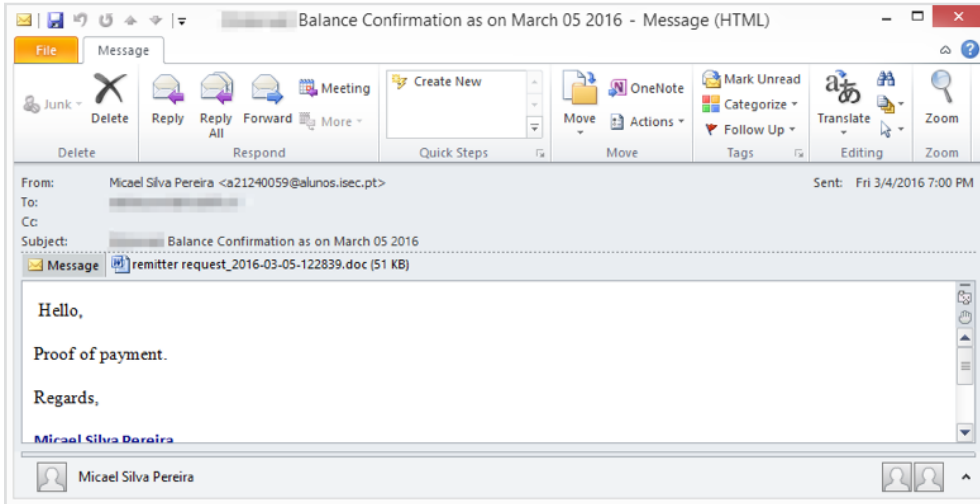 Balance Confirmation as on March 05 2016 - Message (HTML)
File Message
Junk
Delete
Reply
Reply All
Forward
Meeting
More
Create New
Move
OneNote
Actions
Mark Unread
Categorize
Follow Up
Translate
Zoom
Delete Respond Quick Steps Move Tags Editing Zoom
From: Micael Silva Pereira <a21240059@alunos.isec.pt> Sent: Fri 3/4/2016 7:00 PM
To:
Cc:
Subject: Balance Confirmation as on March 05 2016
Message remitter request_2016-03-05-122839.doc (51 KB)
Hello,
Proof of payment.
Regards,
Micael Silva Pereira
Micael Silva Pereira